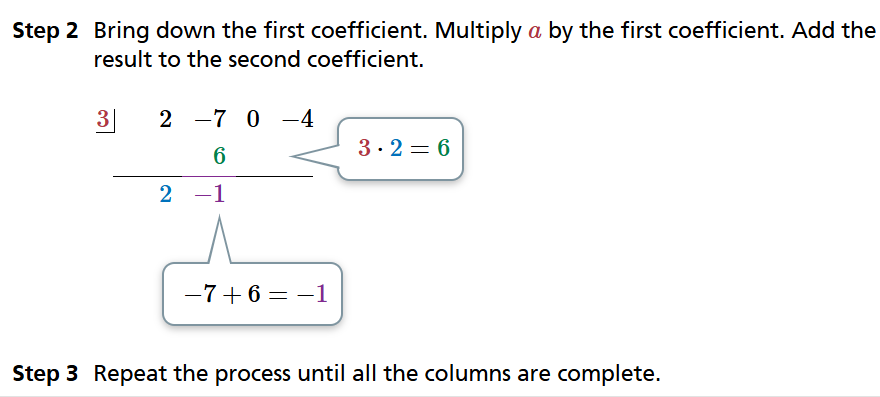 Step 2 Bring down the first coefficient. Multiply a by the first coefficient. Add the
result to the second coefficient.
3 2 −7 0 −4
6
3 · 2 = 6
2 −1
−7 + 6 = −1
Step 3 Repeat the process until all the columns are complete.